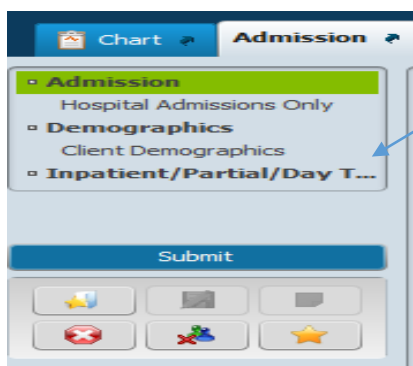 Chart Admission
Admission
Hospital Admissions Only
Demographics
Client Demographics
Inpatient/Partial/Day T...
Submit